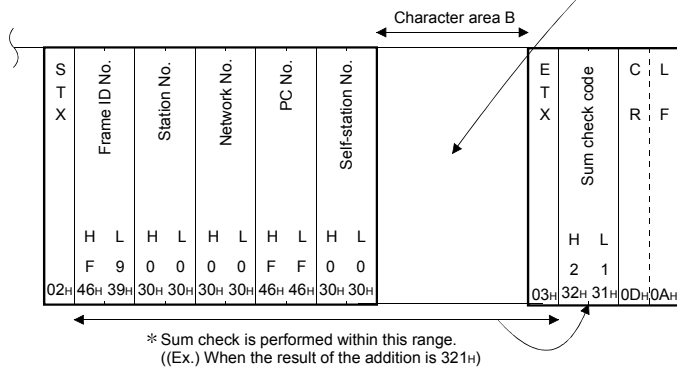 Character area B
S T X
Frame ID No.
Station No.
Network No.
PC No.
Self-station No.
E T X
Sum check code
C R
L F
H L H L H L H L H L
H L
F 9 0 0 0 0 F F 0 0
2 1
02H 46H 39H 30H 30H 30H 30H 46H 46H 30H 30H
03H 32H 31H 0DH 0AH
* Sum check is performed within this range.
((Ex.) When the result of the addition is 321H)